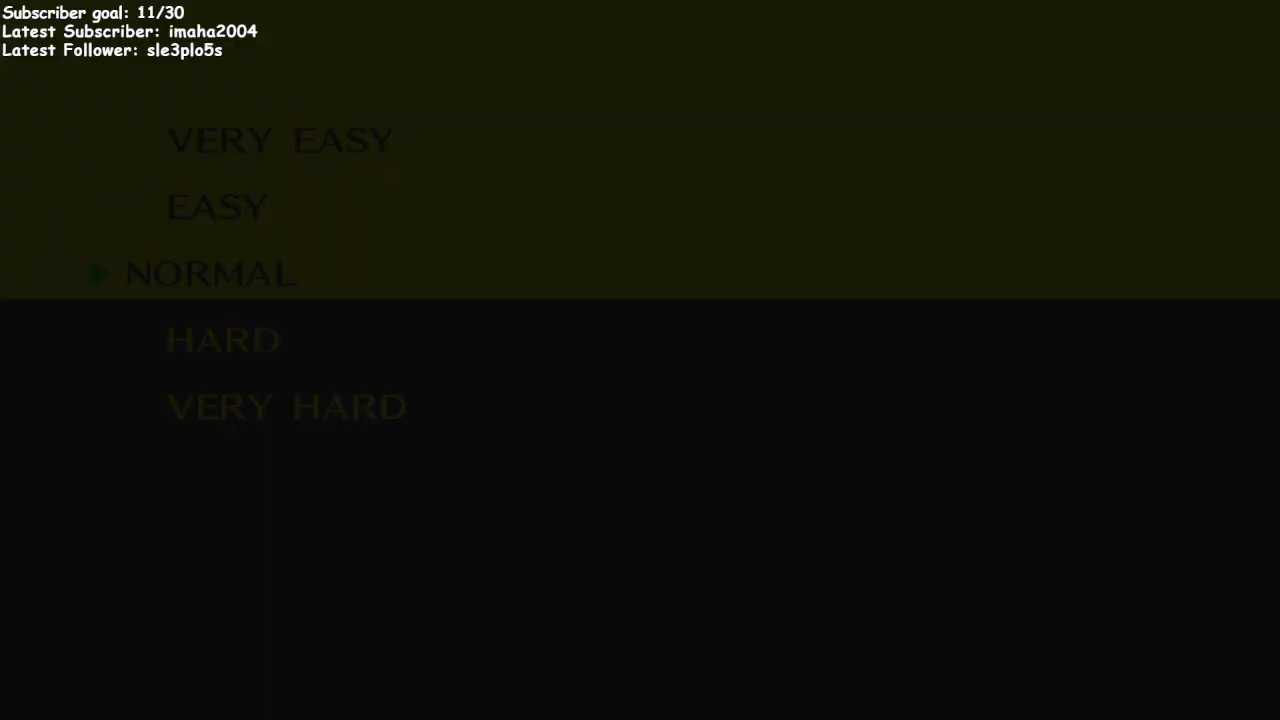 Subscriber goal: 11/30
Latest Subscriber: imaha2004
Latest Follower: sle3plo5s
VERY EASY
EASY
NORMAL
HARD
VERY HARD